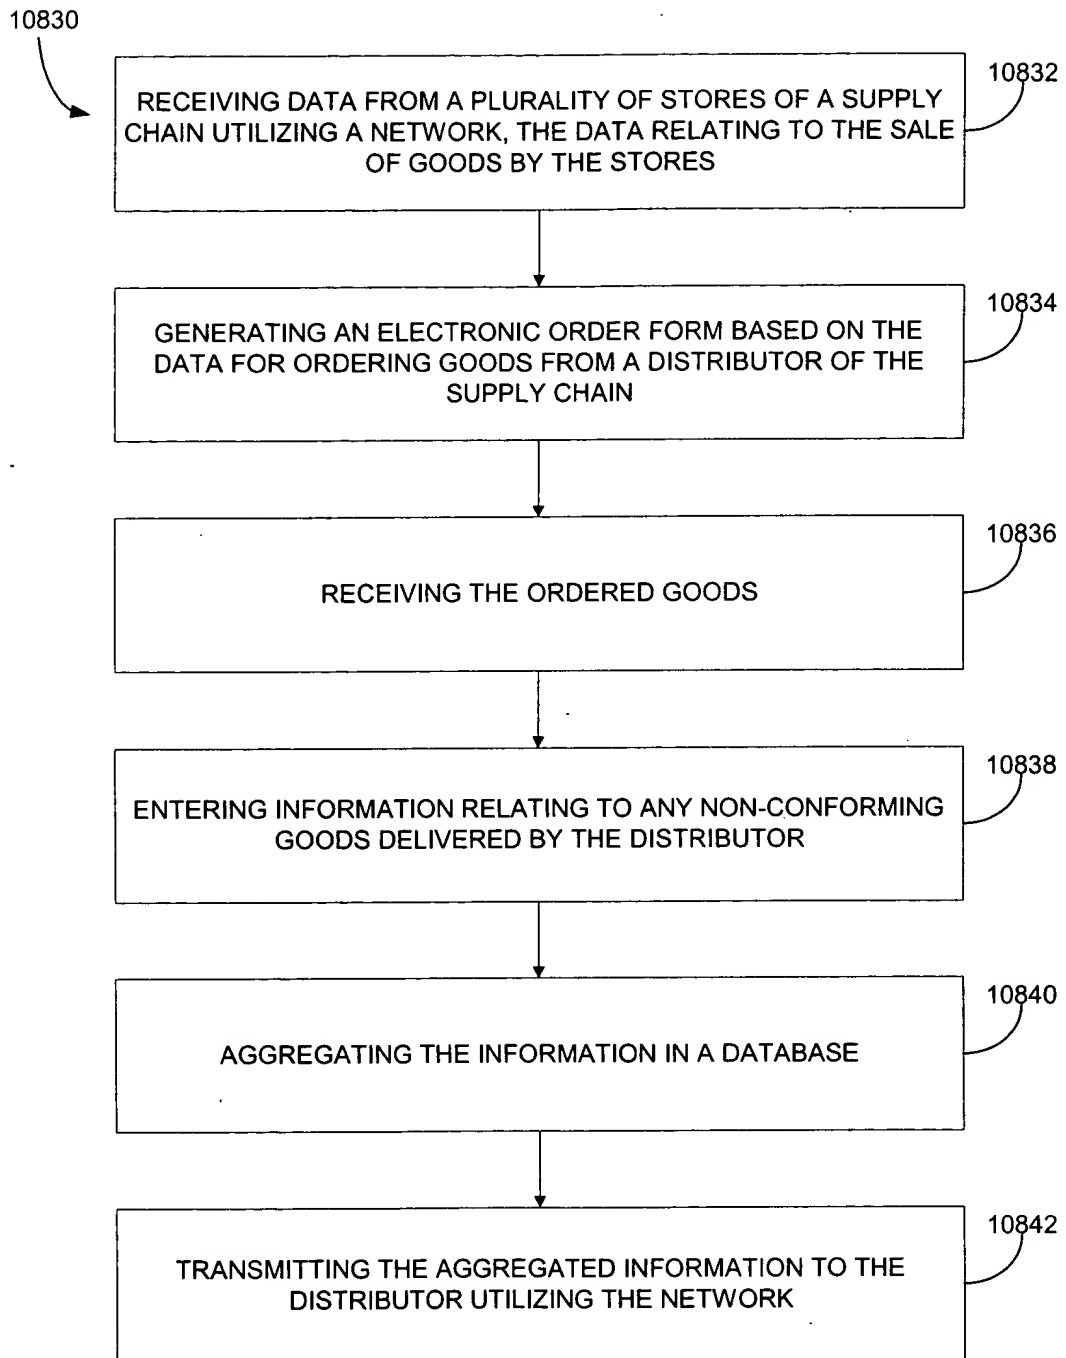 10830
10832
RECEIVING DATA FROM A PLURALITY OF STORES OF A SUPPLY
CHAIN UTILIZING A NETWORK, THE DATA RELATING TO THE SALE
OF GOODS BY THE STORES
10834
GENERATING AN ELECTRONIC ORDER FORM BASED ON THE
DATA FOR ORDERING GOODS FROM A DISTRIBUTOR OF THE
SUPPLY CHAIN
10836
RECEIVING THE ORDERED GOODS
10838
ENTERING INFORMATION RELATING TO ANY NON-CONFORMING
GOODS DELIVERED BY THE DISTRIBUTOR
10840
AGGREGATING THE INFORMATION IN A DATABASE
10842
TRANSMITTING THE AGGREGATED INFORMATION TO THE
DISTRIBUTOR UTILIZING THE NETWORK